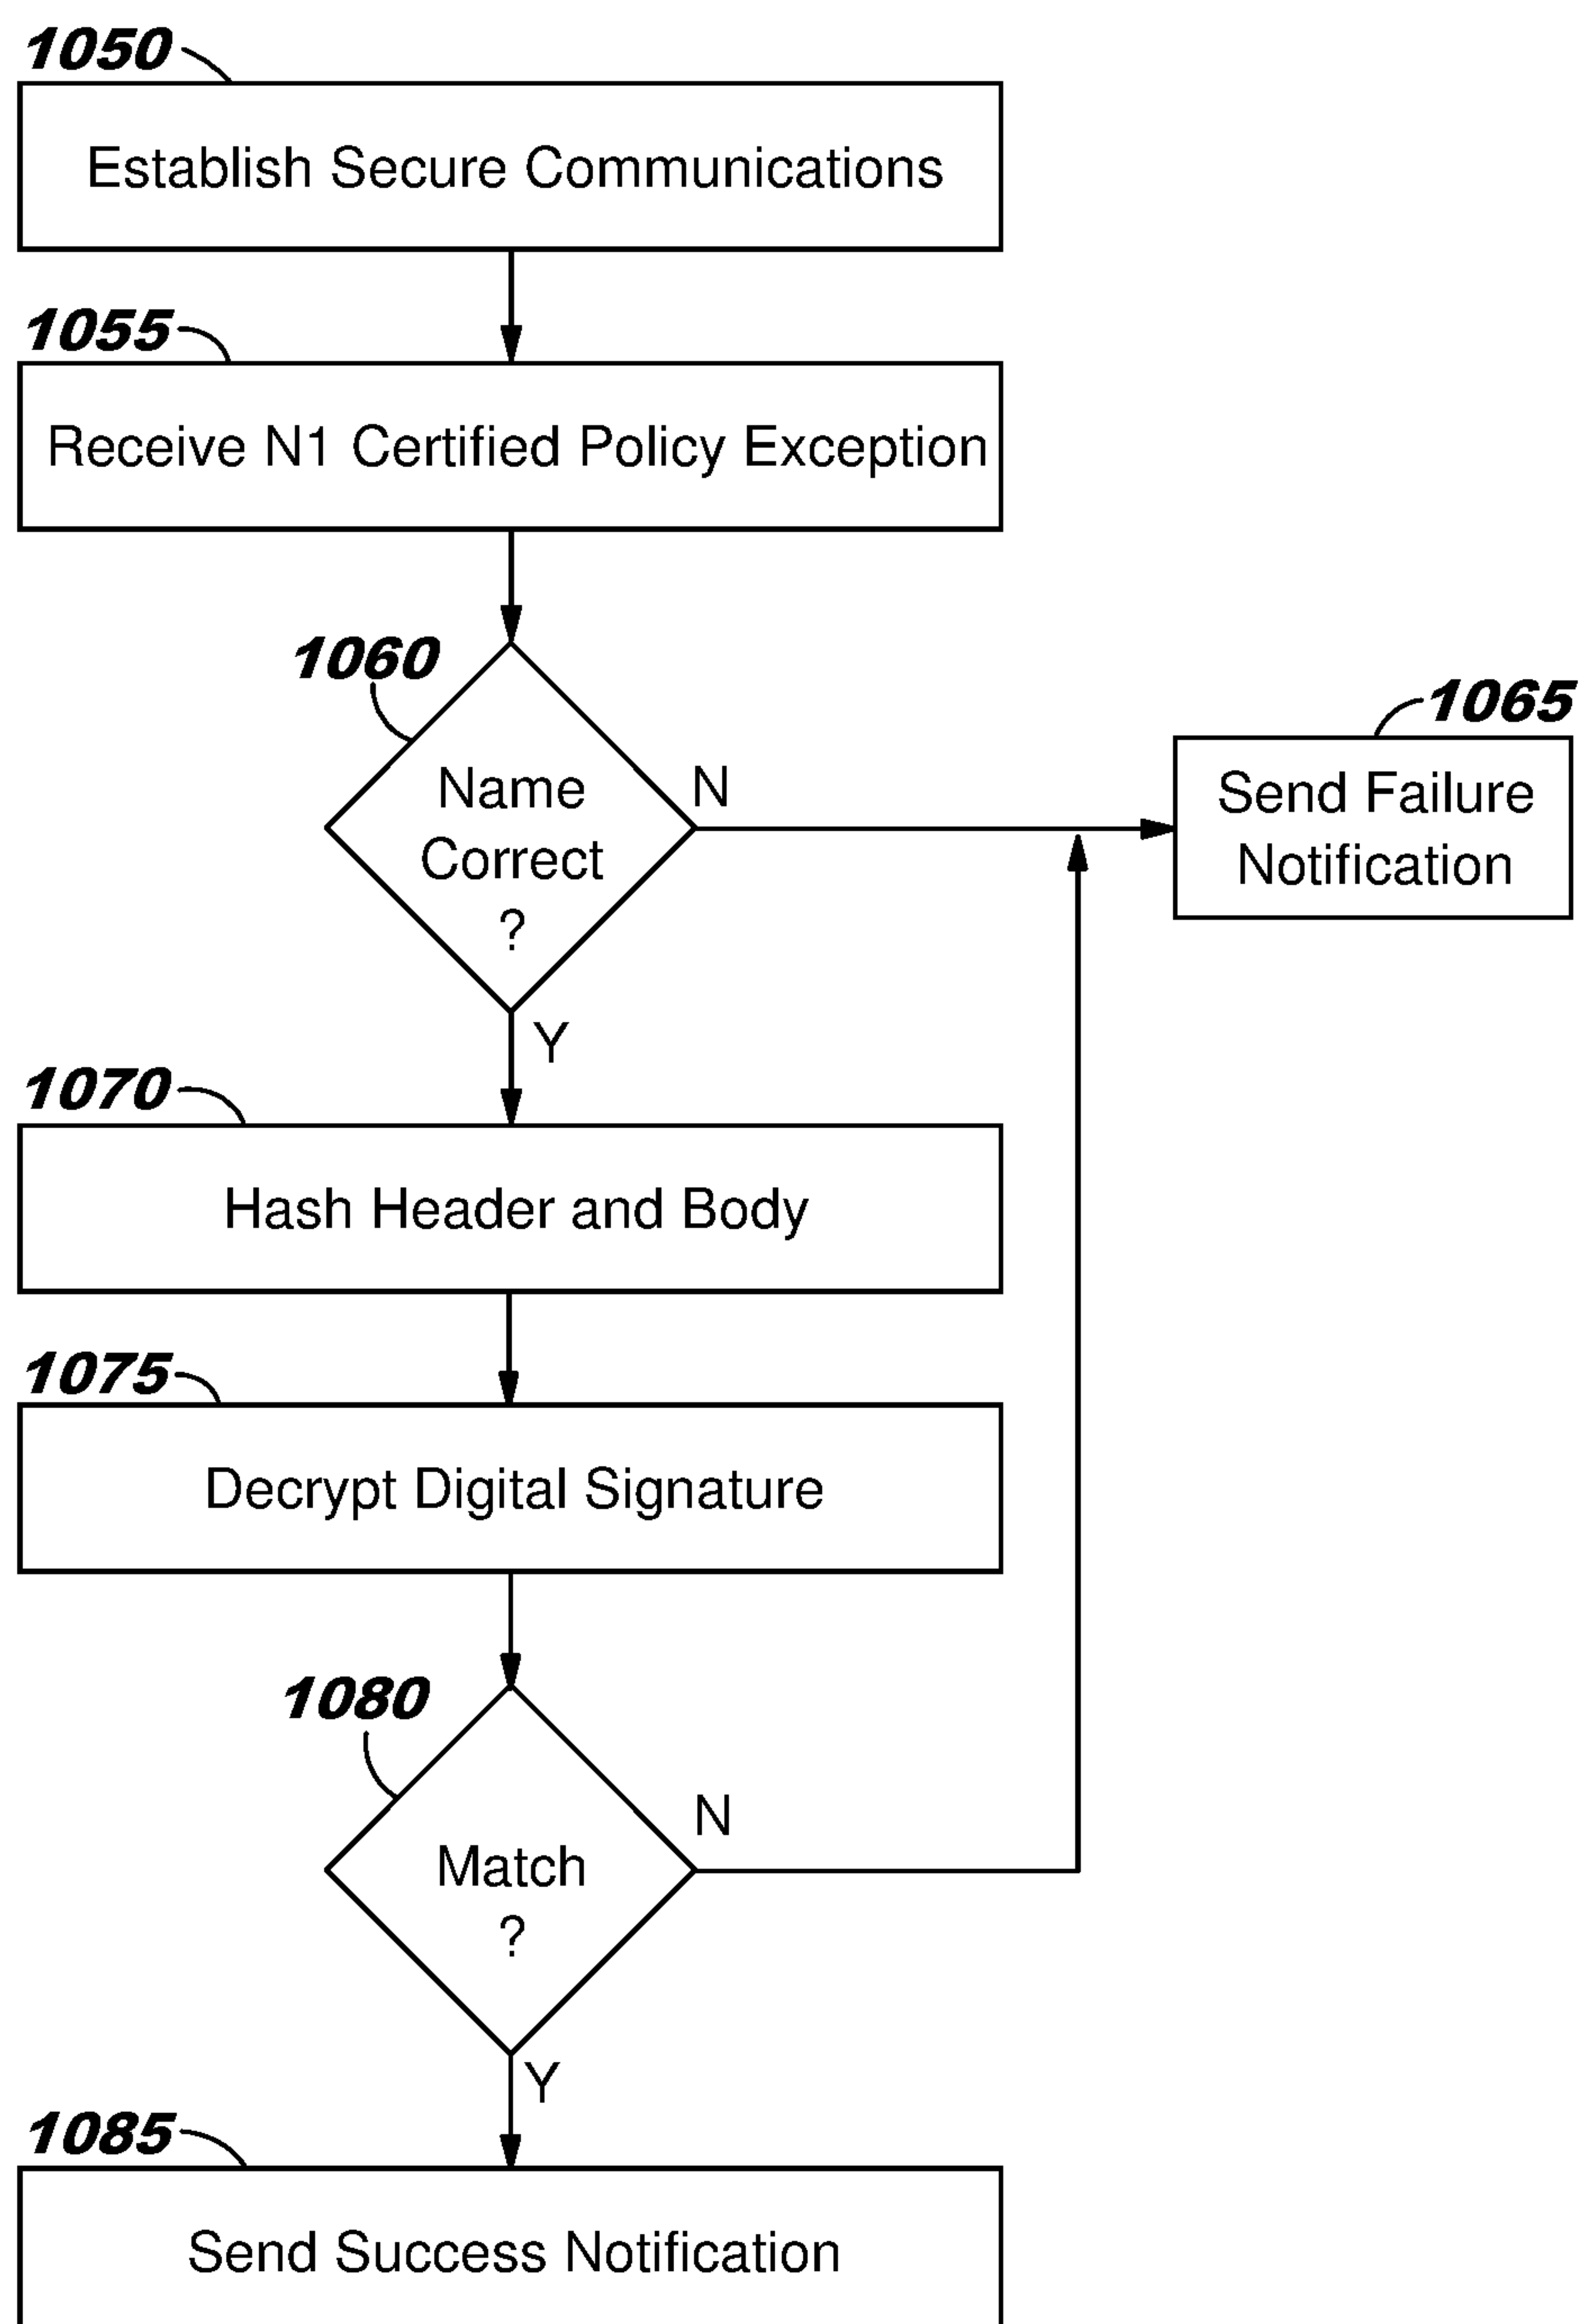 1050
Establish Secure Communications
1055
Receive N1 Certified Policy Exception
1060
Name
Correct
?
N
1065
Send Failure
Notification
Y
1070
Hash Header and Body
1075
Decrypt Digital Signature
1080
Match
?
N
Y
1085
Send Success Notification